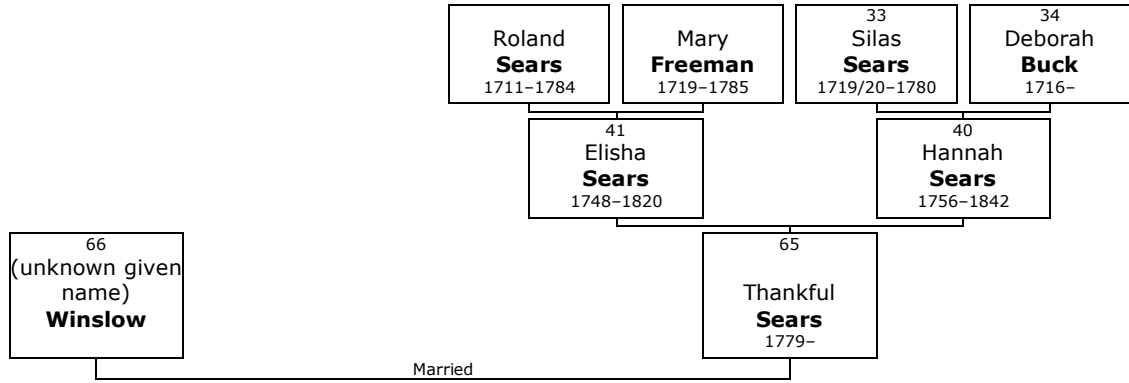 Roland
Sears
1711–1784
Mary
Freeman
1719–1785
33
Silas
Sears
1719/20–1780
34
Deborah
Buck
1716–
41
Elisha
Sears
1748–1820
40
Hannah
Sears
1756–1842
66
(unknown given
name)
Winslow
65
Thankful
Sears
1779–
Married